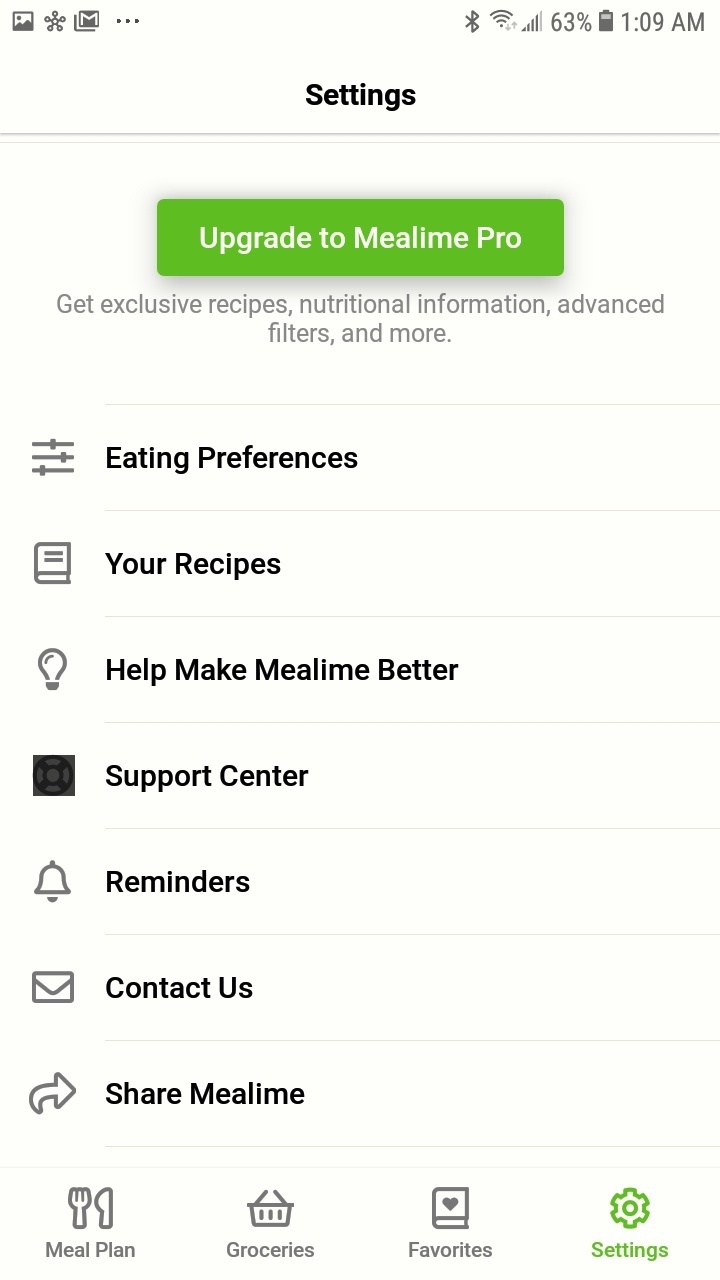 63% 1:09 AM
Settings
Upgrade to Mealime Pro
Get exclusive recipes, nutritional information, advanced
filters, and more.
Eating Preferences
Your Recipes
Help Make Mealime Better
Support Center
Reminders
Contact Us
Share Mealime
Meal Plan Groceries Favorites Settings